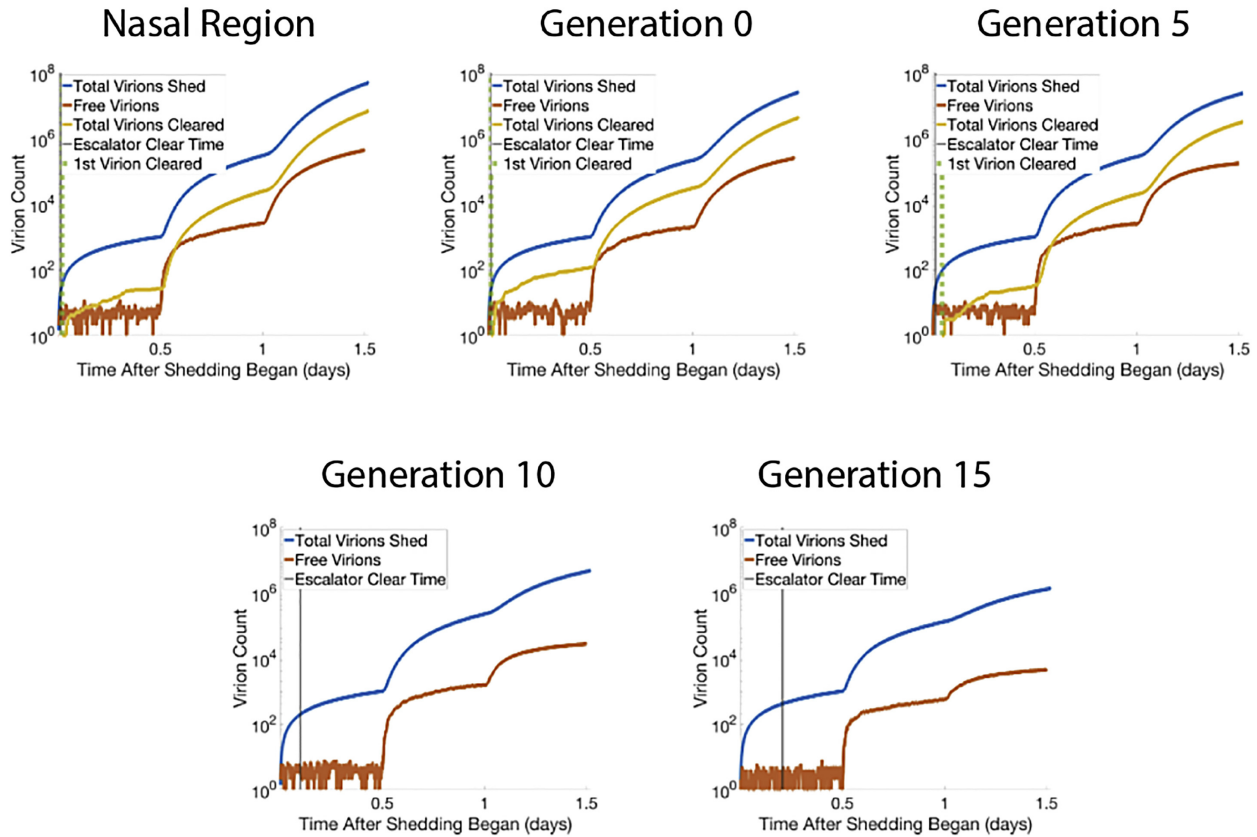 Nasal Region
10^8
10^6
10^4
10^2
10^0
Virion Count
Total Virions Shed
Free Virions
Total Virions Cleared
Escalator Clear Time
1st Virion Cleared
0.5
1
1.5
Time After Shedding Began (days)
Generation 0
10^8
10^6
10^4
10^2
10^0
Virion Count
Total Virions Shed
Free Virions
Total Virions Cleared
Escalator Clear Time
1st Virion Cleared
0.5
1
1.5
Time After Shedding Began (days)
Generation 5
10^8
10^6
10^4
10^2
10^0
Virion Count
Total Virions Shed
Free Virions
Total Virions Cleared
Escalator Clear Time
1st Virion Cleared
0.5
1
1.5
Time After Shedding Began (days)
Generation 10
10^8
10^6
10^4
10^2
10^0
Virion Count
Total Virions Shed
Free Virions
Escalator Clear Time
0.5
1
1.5
Time After Shedding Began (days)
Generation 15
10^8
10^6
10^4
10^2
10^0
Virion Count
Total Virions Shed
Free Virions
Escalator Clear Time
0.5
1
1.5
Time After Shedding Began (days)